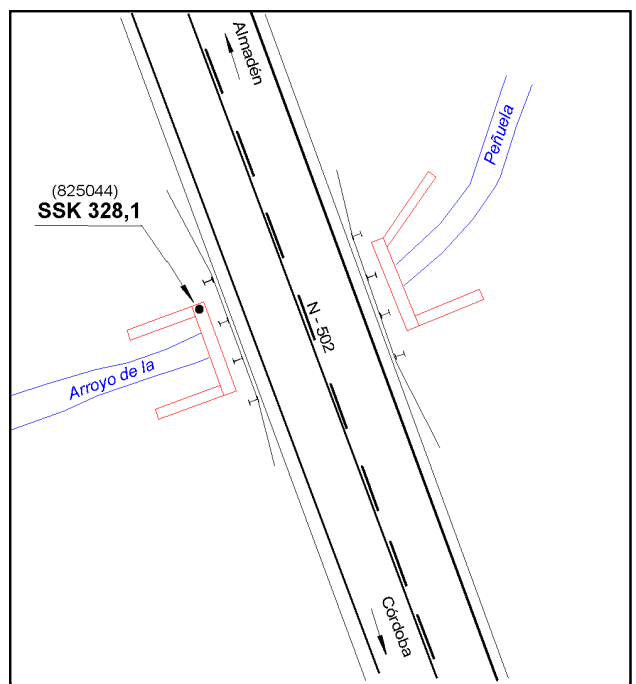 Almadén
Peñuela
(825044)
SSK 328,1
N - 502
Arroyo de la
Córdoba